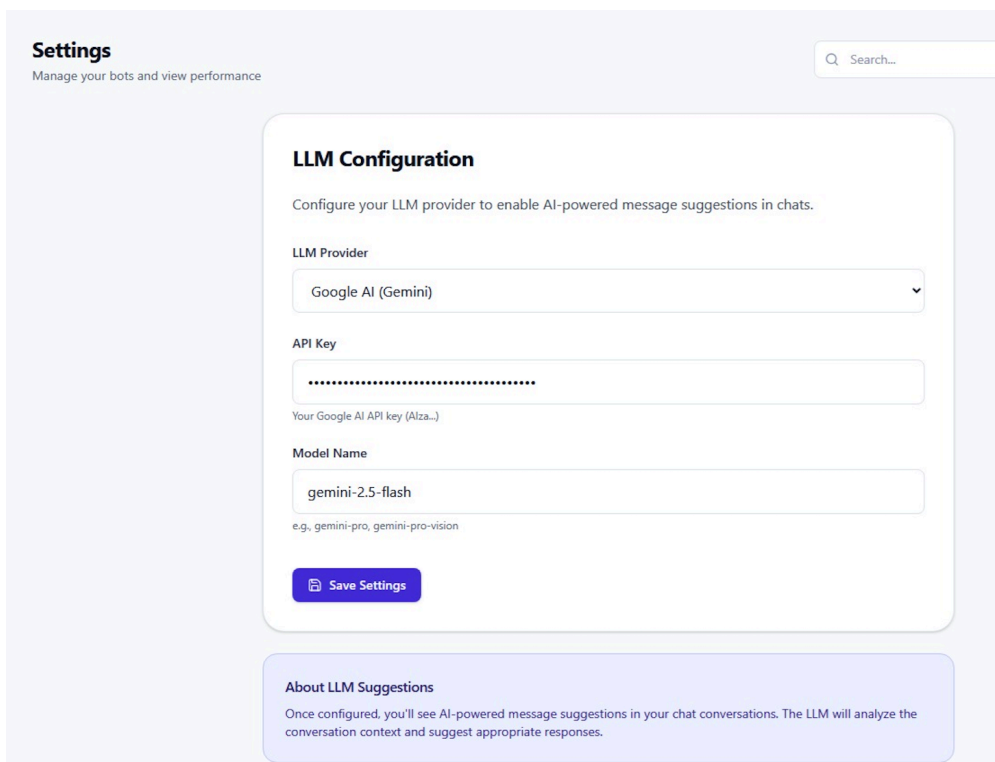 Settings
Manage your bots and view performance
Search...
LLM Configuration
Configure your LLM provider to enable AI-powered message suggestions in chats.
LLM Provider
Google AI (Gemini)
API Key
••••••••••••••••••••••••••••••••••••••
Your Google AI API key (AIza...)
Model Name
gemini-2.5-flash
e.g., gemini-pro, gemini-pro-vision
Save Settings
About LLM Suggestions
Once configured, you'll see AI-powered message suggestions in your chat conversations. The LLM will analyze the
conversation context and suggest appropriate responses.